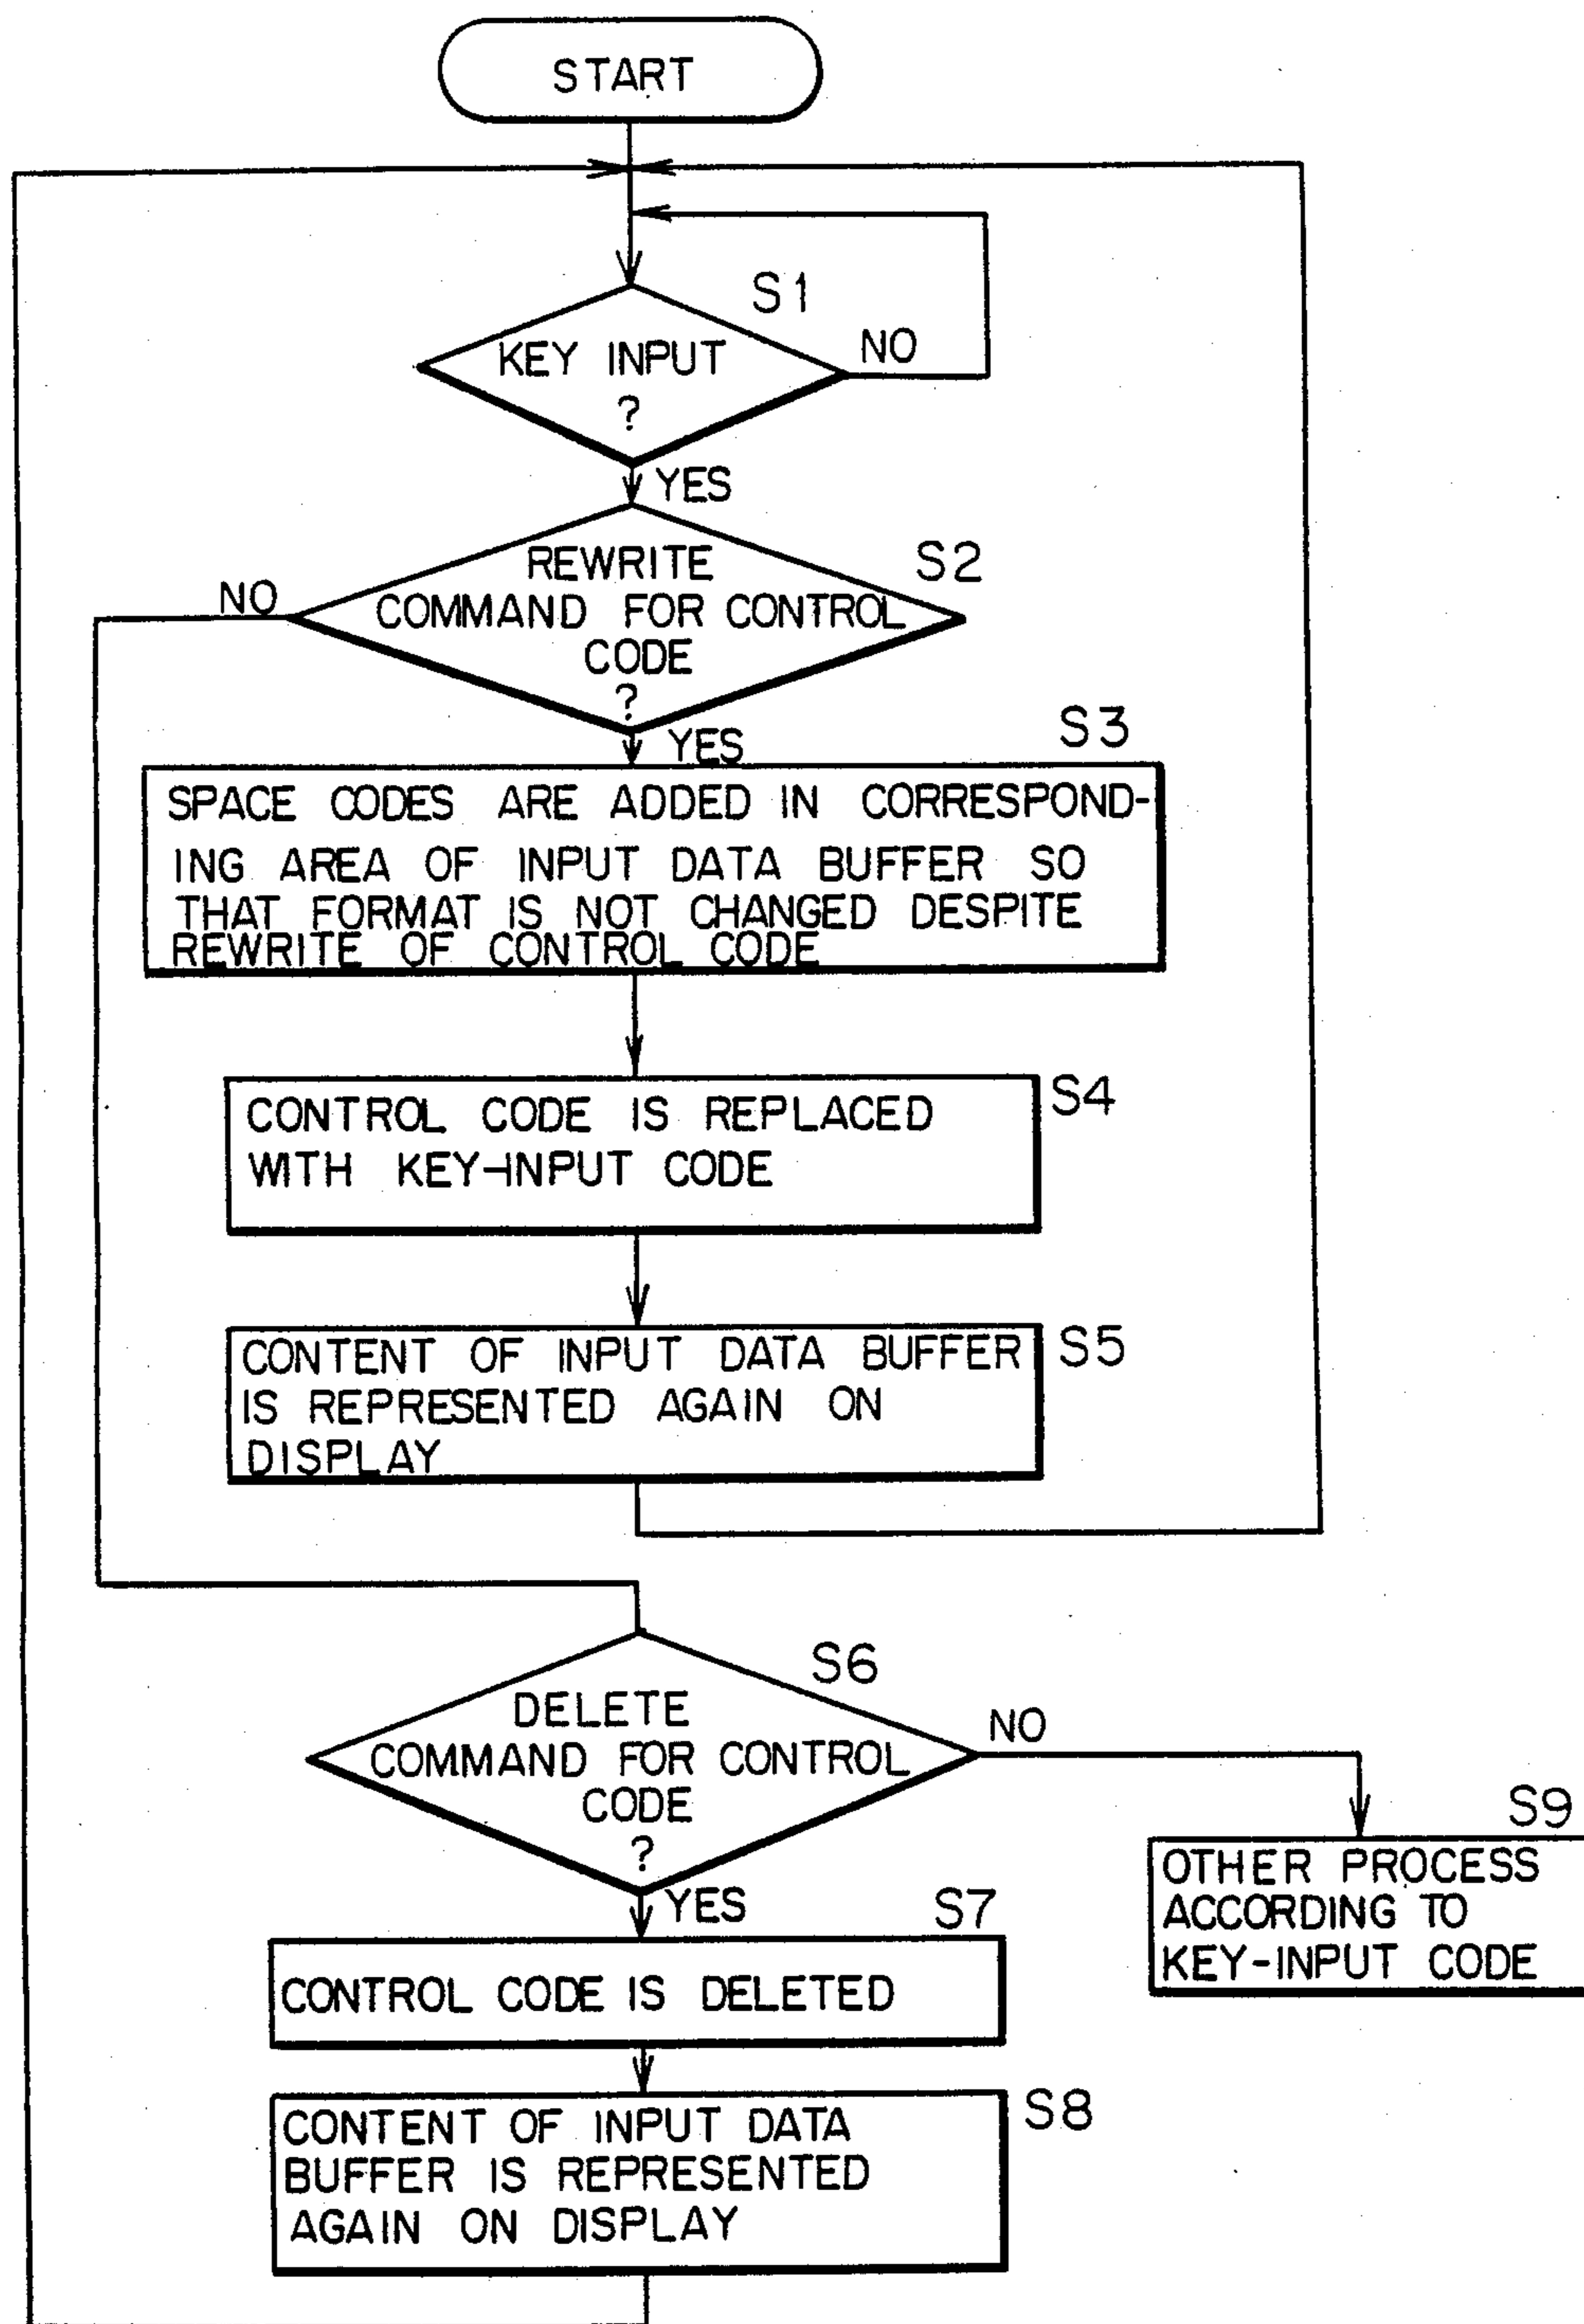 START
S1
KEY INPUT
?
NO
YES
S2
REWRITE
COMMAND FOR CONTROL
CODE
?
NO
YES
S3
SPACE CODES ARE ADDED IN CORRESPOND-
ING AREA OF INPUT DATA BUFFER SO
THAT FORMAT IS NOT CHANGED DESPITE
REWRITE OF CONTROL CODE
S4
CONTROL CODE IS REPLACED
WITH KEY-INPUT CODE
S5
CONTENT OF INPUT DATA BUFFER
IS REPRESENTED AGAIN ON
DISPLAY
S6
DELETE
COMMAND FOR CONTROL
CODE
?
NO
YES
S9
OTHER PROCESS
ACCORDING TO
KEY-INPUT CODE
S7
CONTROL CODE IS DELETED
S8
CONTENT OF INPUT DATA
BUFFER IS REPRESENTED
AGAIN ON DISPLAY